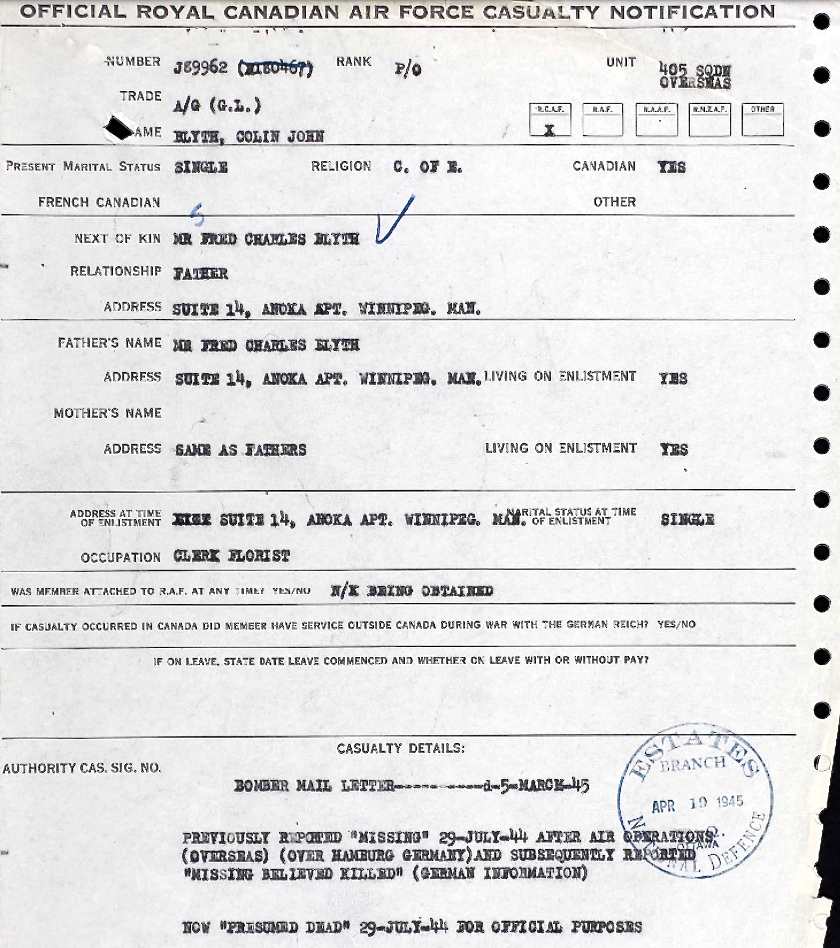 OFFICIAL ROYAL CANADIAN AIR FORCE CASUALTY NOTIFICATION
NUMBER J89962 (R180467) RANK P/O UNIT 405 SQDN
OVERSEAS
TRADE A/G (G.L.)
R.C.A.F. R.A.F. R.A.A.F. R.N.Z.A.F. OTHER
X
AME BLYTH, COLIN JOHN
PRESENT MARITAL STATUS SINGLE RELIGION C. OF E. CANADIAN YES
FRENCH CANADIAN OTHER
5
NEXT OF KIN MR FRED CHARLES BLYTH
RELATIONSHIP FATHER
ADDRESS SUITE 14, ANOKA APT. WINNIPEG. MAN.
FATHER'S NAME MR FRED CHARLES BLYTH
ADDRESS SUITE 14, ANOKA APT. WINNIPEG. MAN. LIVING ON ENLISTMENT YES
MOTHER'S NAME
ADDRESS SAME AS FATHERS LIVING ON ENLISTMENT YES
ADDRESS AT TIME OF ENLISTMENT SUITE 14, ANOKA APT. WINNIPEG. MAN. MARITAL STATUS AT TIME OF ENLISTMENT SINGLE
OCCUPATION CLERK FLORIST
WAS MEMBER ATTACHED TO R.A.F. AT ANY TIME? YES/NO N/K BEING OBTAINED
IF CASUALTY OCCURRED IN CANADA DID MEMBER HAVE SERVICE OUTSIDE CANADA DURING WAR WITH THE GERMAN REICH? YES/NO
IF ON LEAVE, STATE DATE LEAVE COMMENCED AND WHETHER ON LEAVE WITH OR WITHOUT PAY?
CASUALTY DETAILS:
AUTHORITY CAS. SIG. NO.
BOMBER MAIL LETTER-----------d-5-MARCH-45
ESTATES
BRANCH
APR 19 1945
OTTAWA
NATIONAL DEFENCE
PREVIOUSLY REPORTED "MISSING" 29-JULY-44 AFTER AIR OPERATIONS
(OVERSEAS) (OVER HAMBURG GERMANY)AND SUBSEQUENTLY REPORTED
"MISSING BELIEVED KILLED" (GERMAN INFORMATION)
NOW "PRESUMED DEAD" 29-JULY-44 FOR OFFICIAL PURPOSES